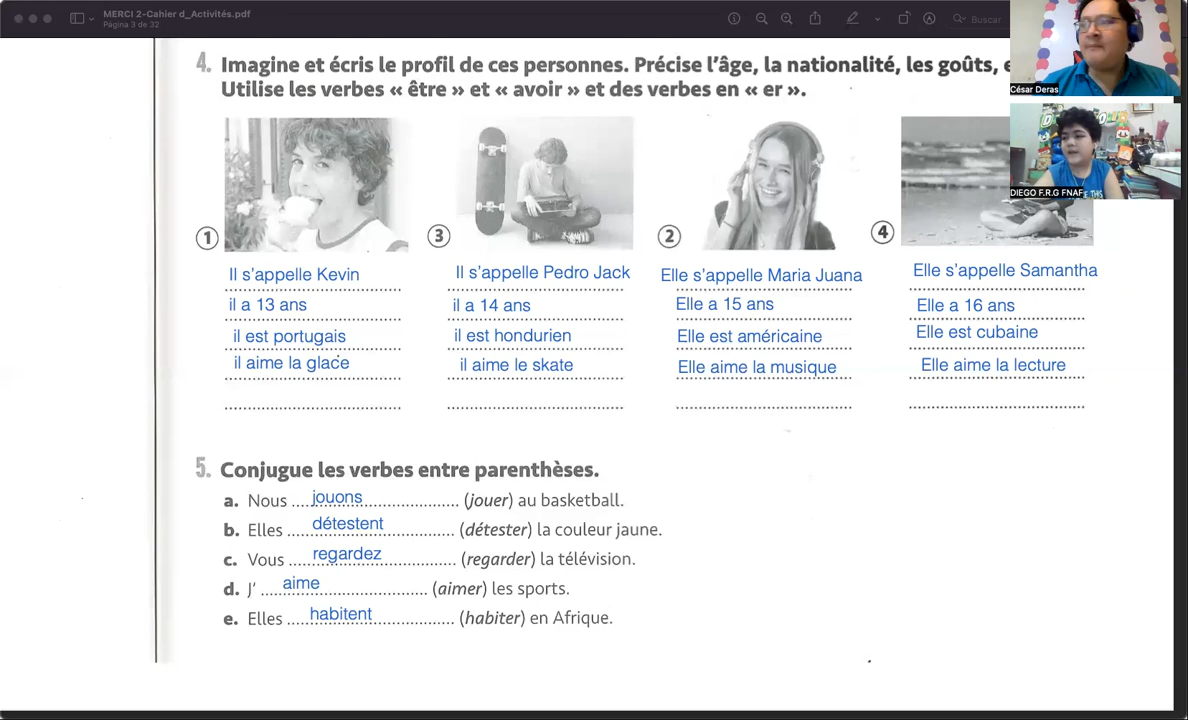 MERCI 2-Cahier d_Activités.pdf
Página 3 de 32
Buscar
4. Imagine et écris le profil de ces personnes. Précise l'âge, la nationalité, les goûts, e
Utilise les verbes « être » et « avoir » et des verbes en « er ».
César Deras
DIEGO F.R.G FNAF
1
3
2
4
Il s'appelle Kevin
il a 13 ans
il est portugais
il aime la glace
Il s'appelle Pedro Jack
il a 14 ans
il est hondurien
il aime le skate
Elle s'appelle Maria Juana
Elle a 15 ans
Elle est américaine
Elle aime la musique
Elle s'appelle Samantha
Elle a 16 ans
Elle est cubaine
Elle aime la lecture
5. Conjugue les verbes entre parenthèses.
a. Nous jouons (jouer) au basketball.
b. Elles détestent (détester) la couleur jaune.
c. Vous regardez (regarder) la télévision.
d. J' aime (aimer) les sports.
e. Elles habitent (habiter) en Afrique.